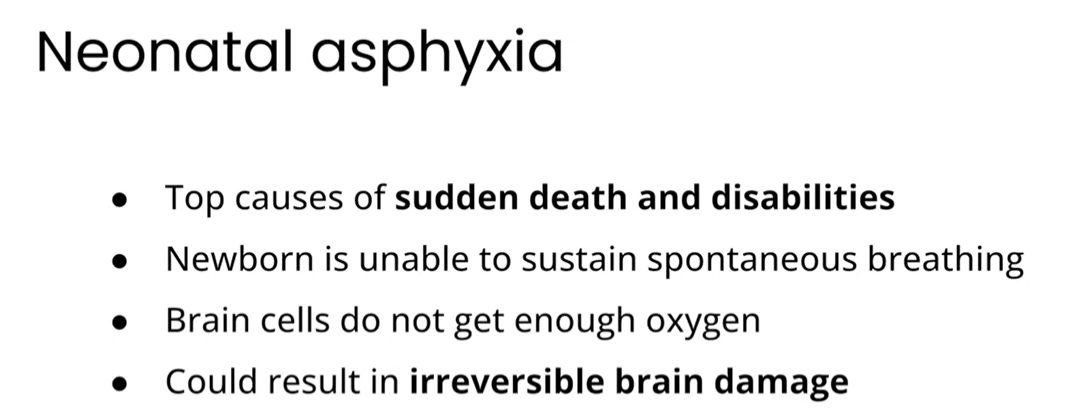 Neonatal asphyxia
● Top causes of sudden death and disabilities
● Newborn is unable to sustain spontaneous breathing
● Brain cells do not get enough oxygen
● Could result in irreversible brain damage